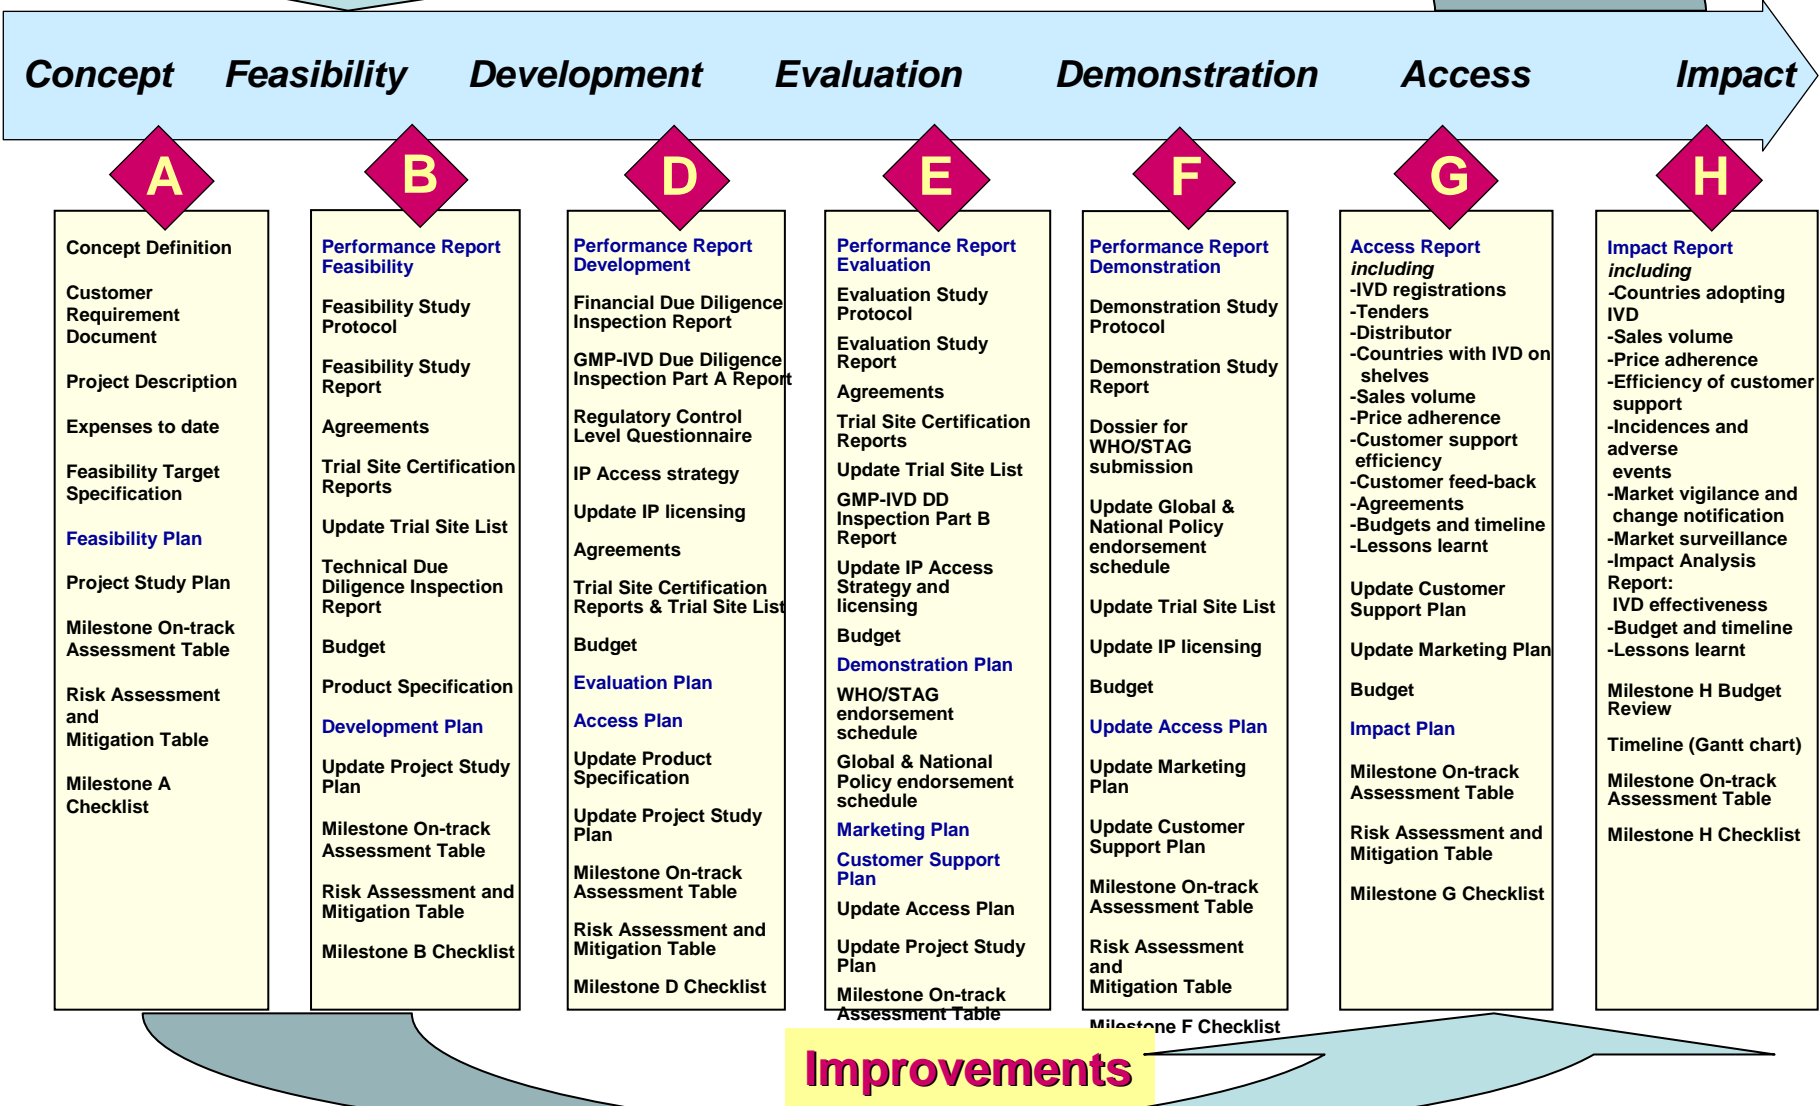 Concept Feasibility Development Evaluation Demonstration Access Impact
A
Concept Definition
Customer
Requirement
Document
Project Description
Expenses to date
Feasibility Target
Specification
Feasibility Plan
Project Study Plan
Milestone On-track
Assessment Table
Risk Assessment
and
Mitigation Table
Milestone A
Checklist
B
Performance Report
Feasibility
Feasibility Study
Protocol
Feasibility Study
Report
Agreements
Trial Site Certification
Reports
Update Trial Site List
Technical Due
Diligence Inspection
Report
Budget
Product Specification
Development Plan
Update Project Study
Plan
Milestone On-track
Assessment Table
Risk Assessment and
Mitigation Table
Milestone B Checklist
D
Performance Report
Development
Financial Due Diligence
Inspection Report
GMP-IVD Due Diligence
Inspection Part A Report
Regulatory Control
Level Questionnaire
IP Access strategy
Update IP licensing
Agreements
Trial Site Certification
Reports & Trial Site List
Budget
Evaluation Plan
Access Plan
Update Product
Specification
Update Project Study
Plan
Milestone On-track
Assessment Table
Risk Assessment and
Mitigation Table
Milestone D Checklist
E
Performance Report
Evaluation
Evaluation Study
Protocol
Evaluation Study
Report
Agreements
Trial Site Certification
Reports
Update Trial Site List
GMP-IVD DD
Inspection Part B
Report
Update IP Access
Strategy and
licensing
Budget
Demonstration Plan
WHO/STAG
endorsement
schedule
Global & National
Policy endorsement
schedule
Marketing Plan
Customer Support
Plan
Update Access Plan
Update Project Study
Plan
Milestone On-track
Assessment Table
F
Performance Report
Demonstration
Demonstration Study
Protocol
Demonstration Study
Report
Dossier for
WHO/STAG
submission
Update Global &
National Policy
endorsement
schedule
Update Trial Site List
Update IP licensing
Budget
Update Access Plan
Update Marketing
Plan
Update Customer
Support Plan
Milestone On-track
Assessment Table
Risk Assessment
and
Mitigation Table
Milestone F Checklist
G
Access Report
including
-IVD registrations
-Tenders
-Distributor
-Countries with IVD on
shelves
-Sales volume
-Price adherence
-Customer support
efficiency
-Customer feed-back
-Agreements
-Budgets and timeline
-Lessons learnt
Update Customer
Support Plan
Update Marketing Plan
Budget
Impact Plan
Milestone On-track
Assessment Table
Risk Assessment and
Mitigation Table
Milestone G Checklist
H
Impact Report
including
-Countries adopting
IVD
-Sales volume
-Price adherence
-Efficiency of customer
support
-Incidences and
adverse
events
-Market vigilance and
change notification
-Market surveillance
-Impact Analysis
Report:
IVD effectiveness
-Budget and timeline
-Lessons learnt
Milestone H Budget
Review
Timeline (Gantt chart)
Milestone On-track
Assessment Table
Milestone H Checklist
Improvements